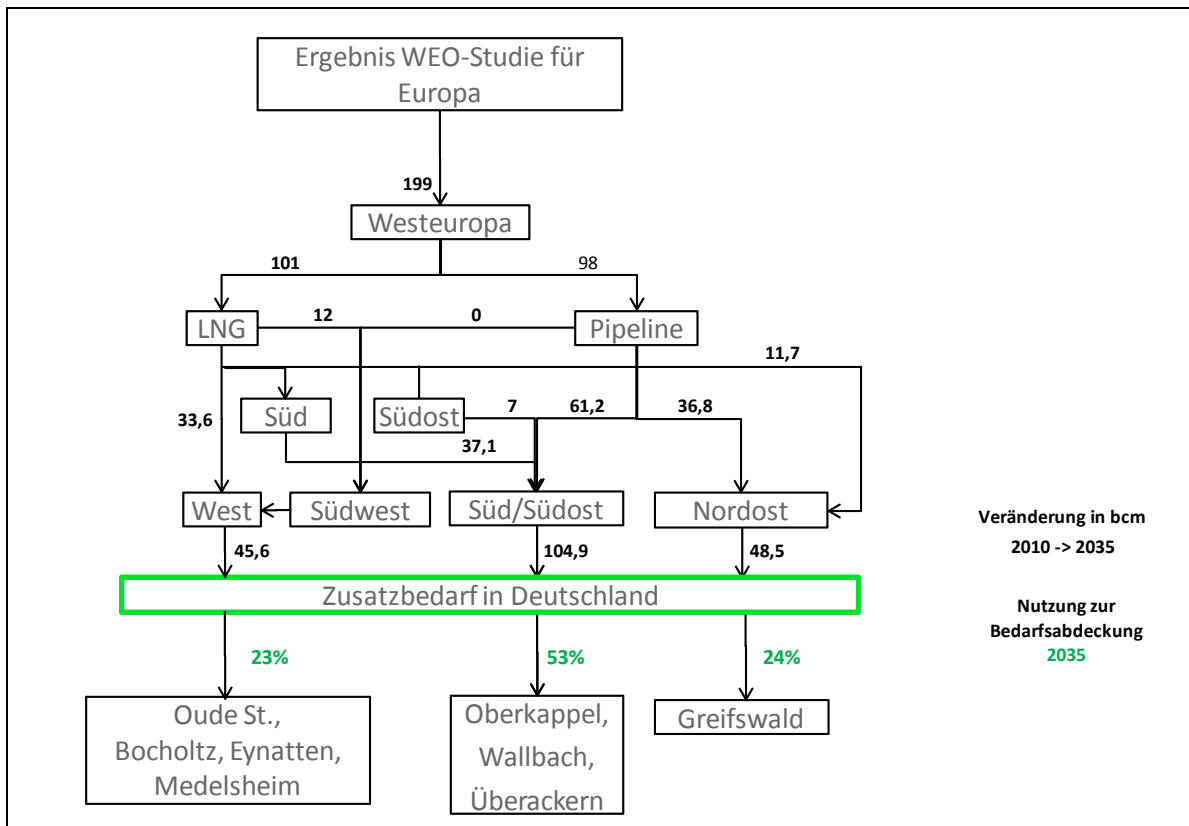 Ergebnis WEO-Studie für
Europa
199
Westeuropa
101
98
LNG
12
0
Pipeline
11,7
33,6
Süd
Südost
7
61,2
36,8
37,1
West
Südwest
Süd/Südost
Nordost
Veränderung in bcm
2010 -> 2035
45,6
104,9
48,5
Zusatzbedarf in Deutschland
Nutzung zur
Bedarfsabdeckung
2035
23%
53%
24%
Oude St.,
Bocholtz, Eynatten,
Medelsheim
Oberkappel,
Wallbach,
Überackern
Greifswald